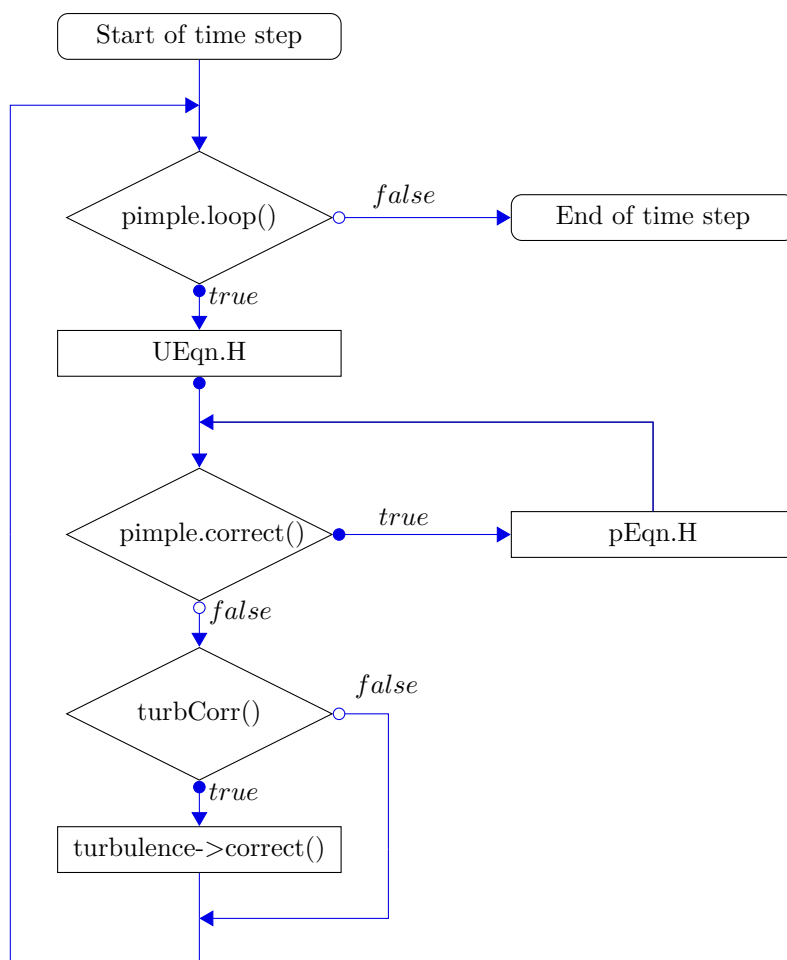 Start of time step
pimple.loop()
false
End of time step
true
UEqn.H
pimple.correct()
true
pEqn.H
false
turbCorr()
false
true
turbulence->correct()